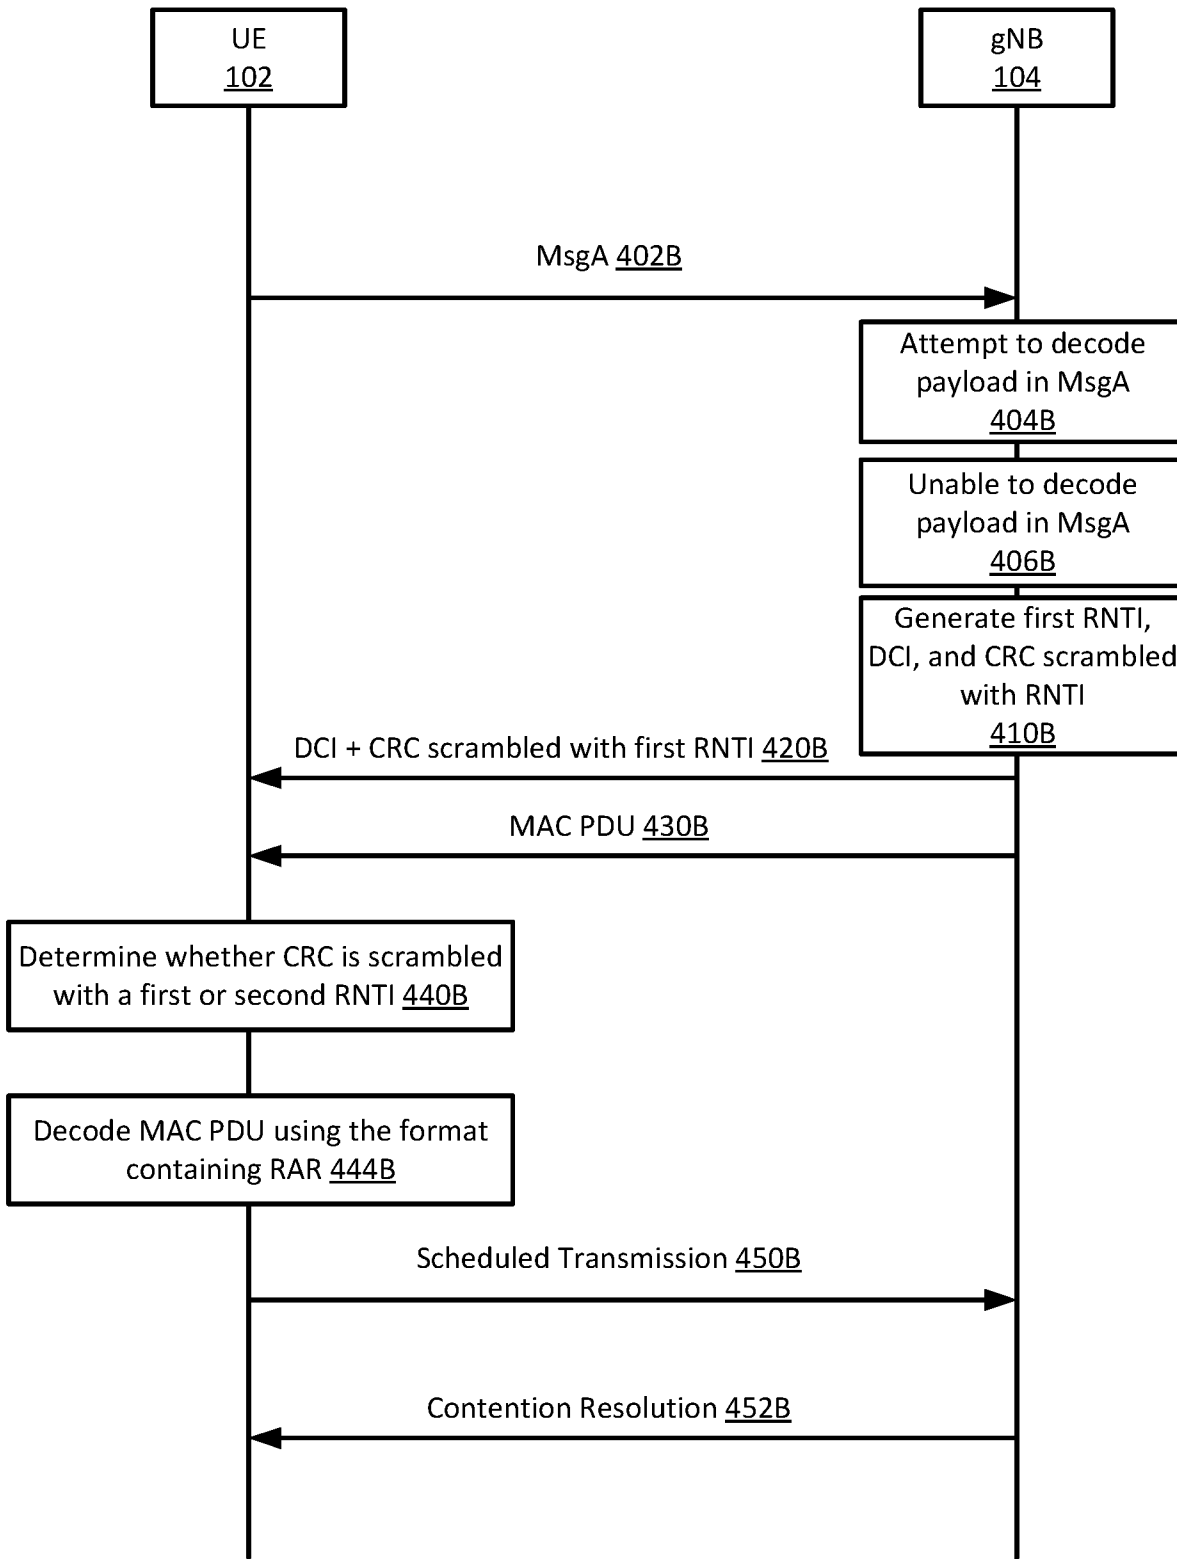 UE
102
gNB
104
MsgA 402B
Attempt to decode
payload in MsgA
404B
Unable to decode
payload in MsgA
406B
Generate first RNTI,
DCI, and CRC scrambled
with RNTI
410B
DCI + CRC scrambled with first RNTI 420B
MAC PDU 430B
Determine whether CRC is scrambled
with a first or second RNTI 440B
Decode MAC PDU using the format
containing RAR 444B
Scheduled Transmission 450B
Contention Resolution 452B